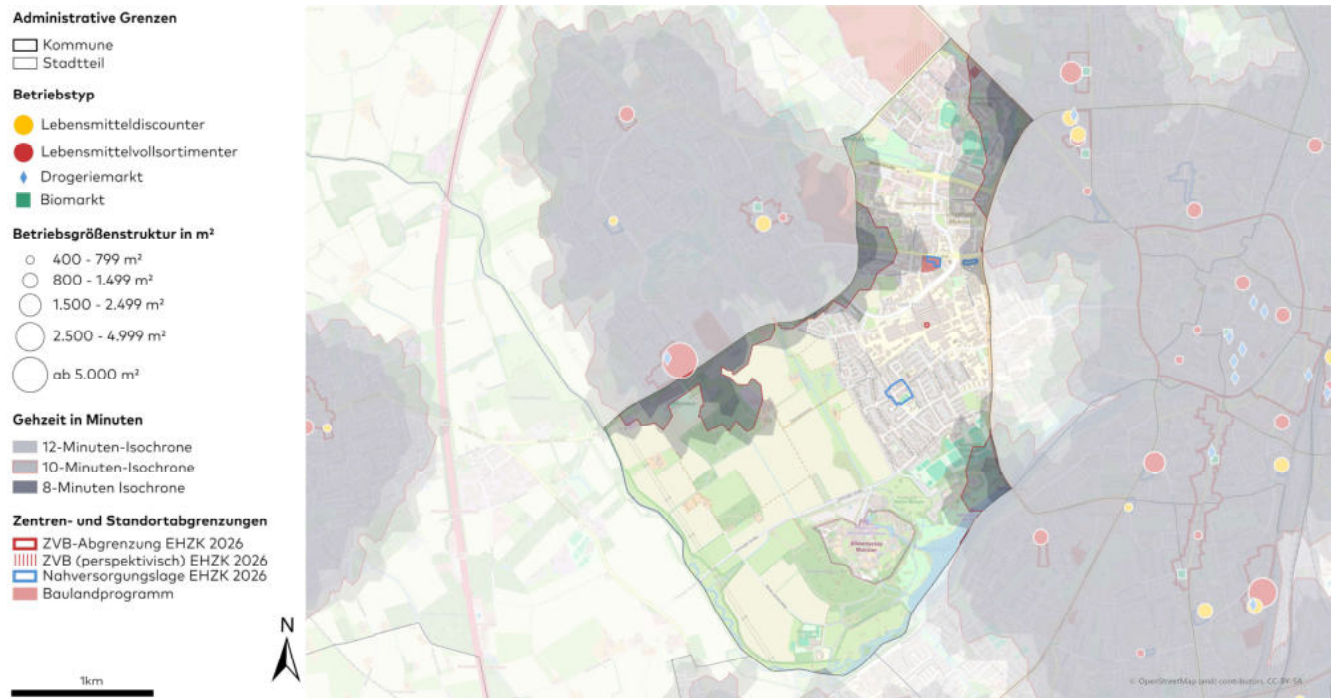 Administrative Grenzen
Kommune
Stadtteil
Betriebstyp
Lebensmitteldiscounter
Lebensmittelvollsortimenter
Drogeriemarkt
Biomarkt
Betriebsgrößenstruktur in m²
400 - 799 m²
800 - 1.499 m²
1.500 - 2.499 m²
2.500 - 4.999 m²
ab 5.000 m²
Gehzeit in Minuten
12-Minuten-Isochrone
10-Minuten-Isochrone
8-Minuten Isochrone
Zentren- und Standortabgrenzungen
ZVB-Abgrenzung EHZK 2026
ZVB (perspektivisch) EHZK 2026
Nahversorgungslage EHZK 2026
Baulandprogramm
N
1km
Münster
© OpenStreetMap (and) contributors, CC-BY-SA